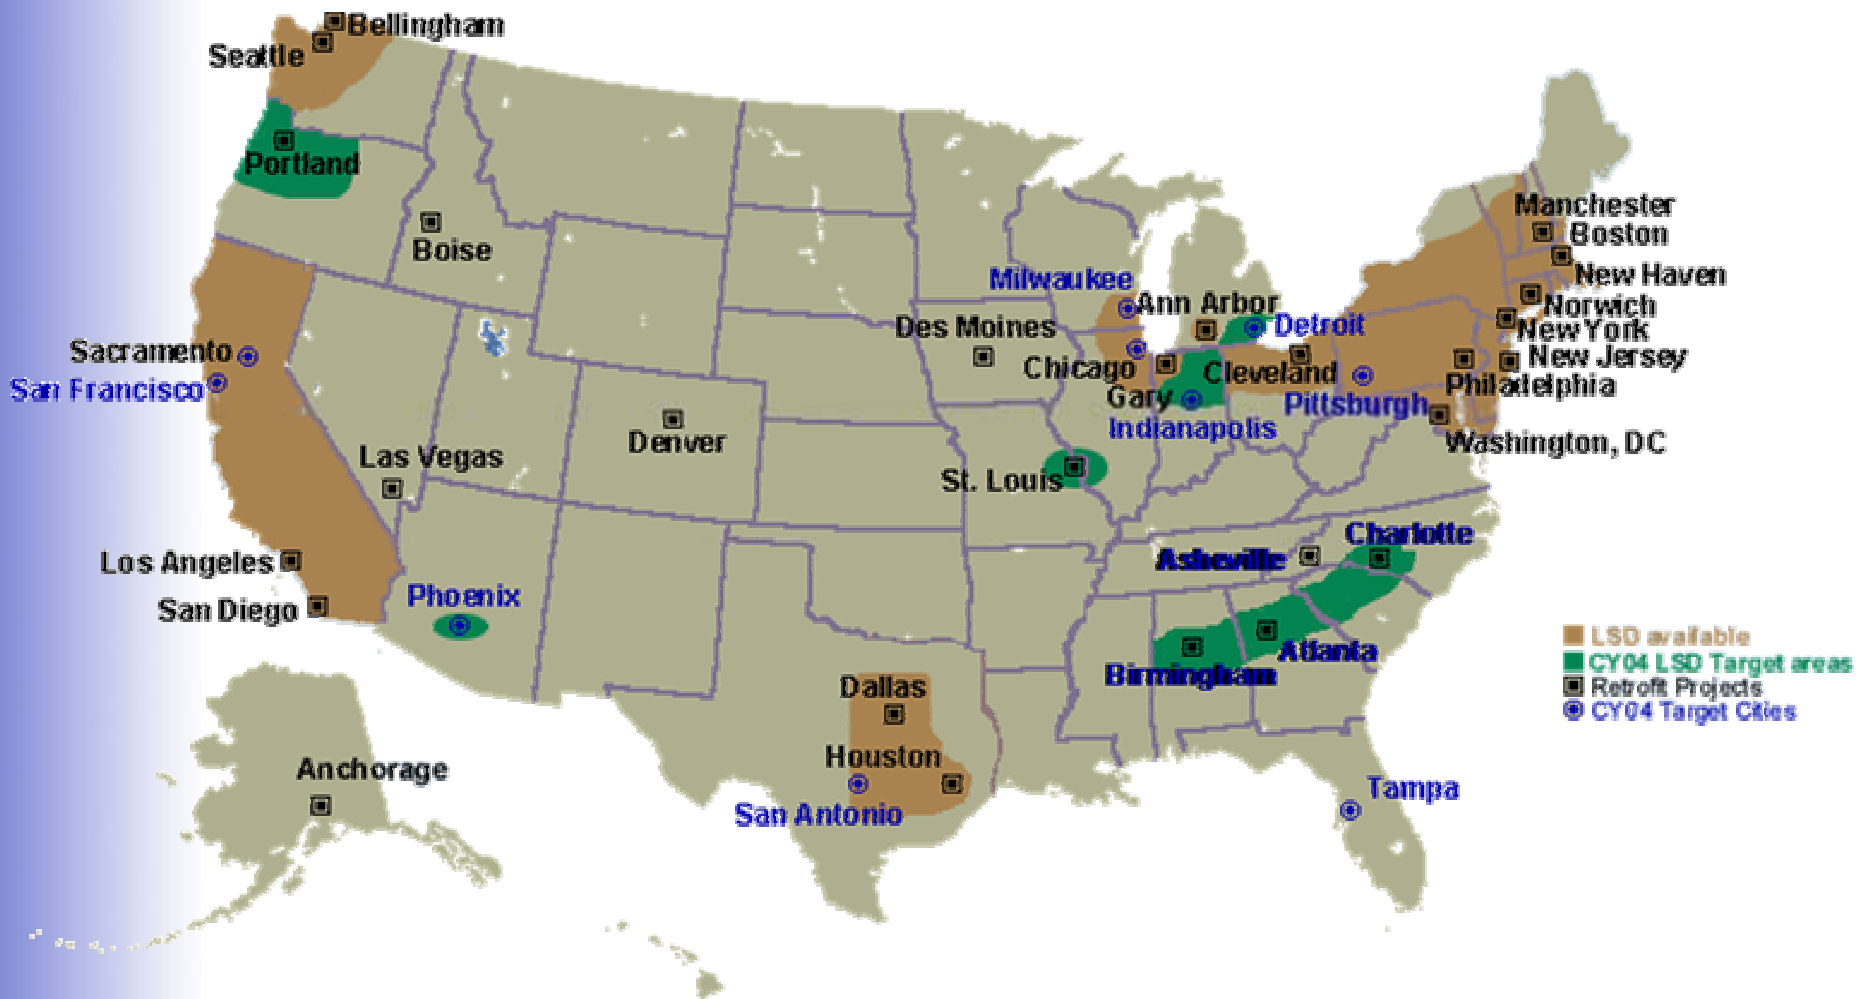 Bellingham
Seattle
Portland
Boise
Manchester
Boston
New Haven
Milwaukee
Ann Arbor
Norwich
Des Moines
Detroit
New York
Sacramento
Chicago
Cleveland
New Jersey
San Francisco
Gary
Philadelphia
Pittsburgh
Indianapolis
Denver
Washington, DC
Las Vegas
St. Louis
Charlotte
Asheville
Los Angeles
Phoenix
San Diego
Atlanta
Birmingham
LSD available
CY04 LSD Target areas
Retrofit Projects
CY04 Target Cities
Dallas
Houston
Anchorage
San Antonio
Tampa